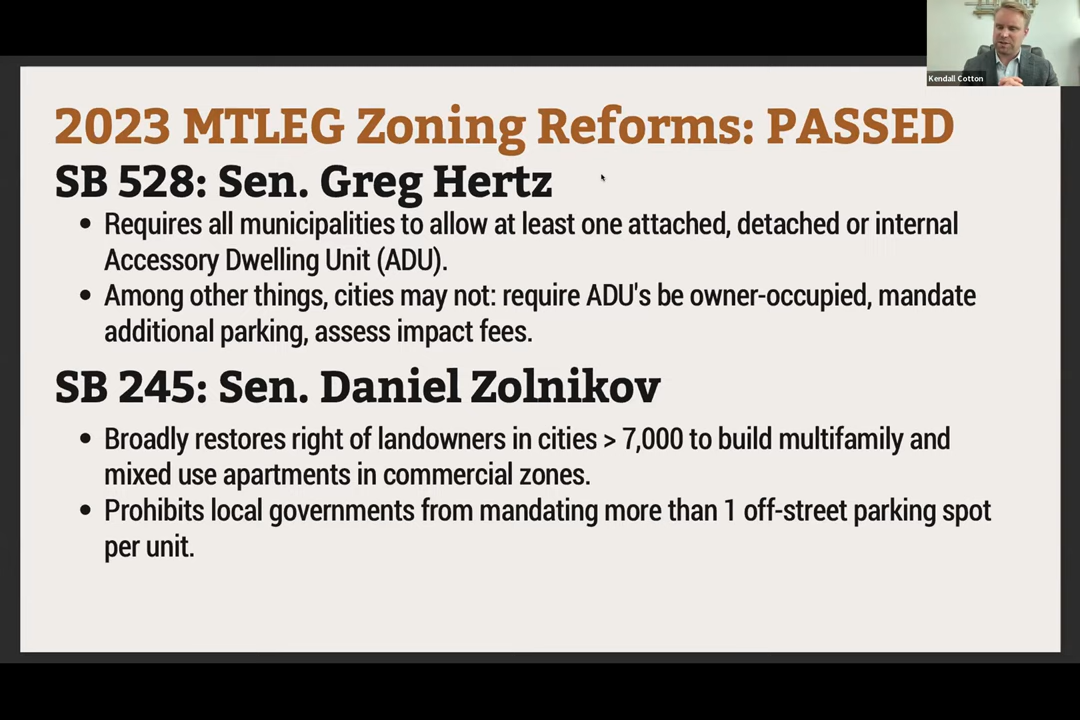 Kendall Cotton
2023 MTLEG Zoning Reforms: PASSED
SB 528: Sen. Greg Hertz
• Requires all municipalities to allow at least one attached, detached or internal
Accessory Dwelling Unit (ADU).
• Among other things, cities may not: require ADU's be owner-occupied, mandate
additional parking, assess impact fees.
SB 245: Sen. Daniel Zolnikov
• Broadly restores right of landowners in cities > 7,000 to build multifamily and
mixed use apartments in commercial zones.
• Prohibits local governments from mandating more than 1 off-street parking spot
per unit.